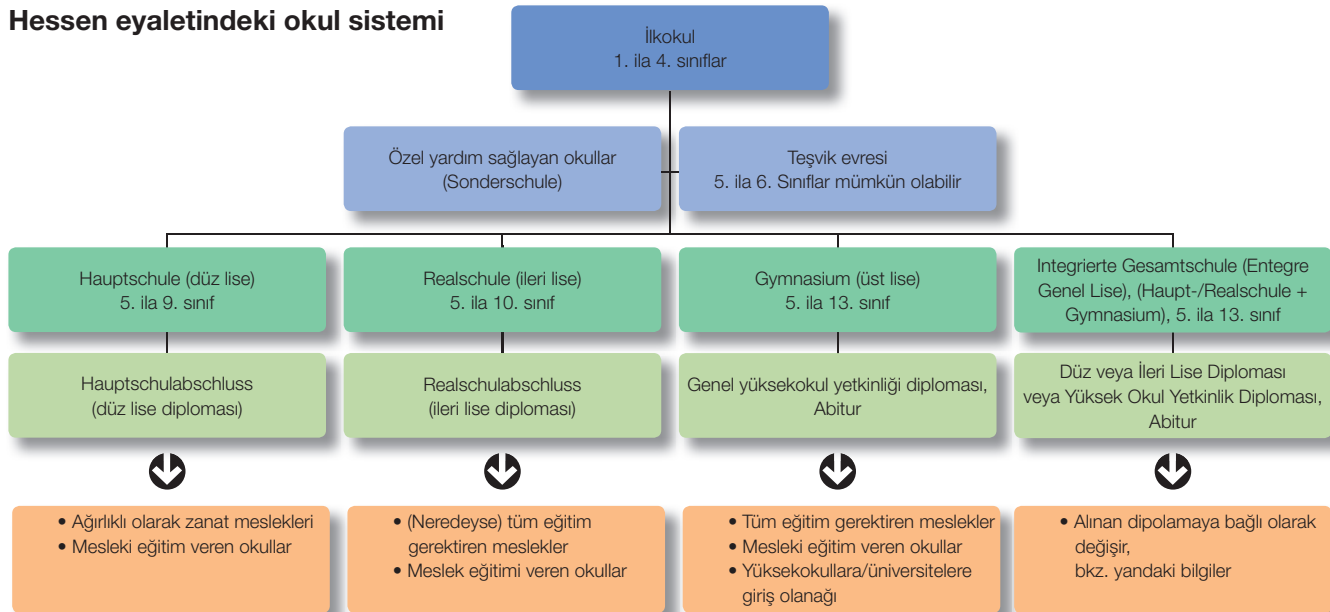 Hessen eyaletindeki okul sistemi
İlkokul
1. ila 4. sınıflar
Özel yardım sağlayan okullar
(Sonderschule)
Teşvik evresi
5. ila 6. Sınıflar mümkün olabilir
Hauptschule (düz lise)
5. ila 9. sınıf
Realschule (ileri lise)
5. ila 10. sınıf
Gymnasium (üst lise)
5. ila 13. sınıf
Integrierte Gesamtschule (Entegre
Genel Lise), (Haupt-/Realschule +
Gymnasium), 5. ila 13. sınıf
Hauptschulabschluss
(düz lise diploması)
Realschulabschluss
(ileri lise diploması)
Genel yüksekokul yetkinliği diploması,
Abitur
Düz veya İleri Lise Diploması
veya Yüksek Okul Yetkinlik Diploması,
Abitur
• Ağırlıklı olarak zanat meslekleri
• Mesleki eğitim veren okullar
• (Neredeyse) tüm eğitim
gerektiren meslekler
• Meslek eğitimi veren okullar
• Tüm eğitim gerektiren meslekler
• Mesleki eğitim veren okullar
• Yüksekokullara/üniversitelere
giriş olanağı
• Alınan dipolamaya bağlı olarak
değişir,
bkz. yandaki bilgiler